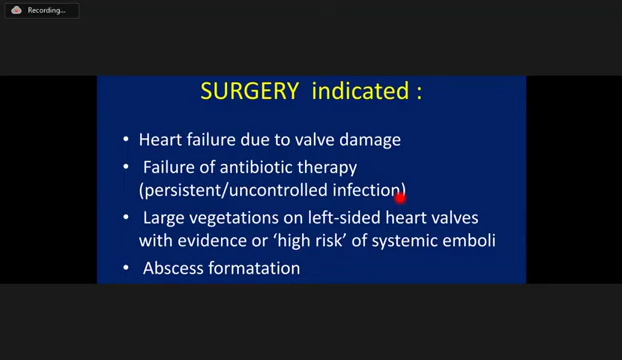 Recording...
SURGERY indicated :
• Heart failure due to valve damage
• Failure of antibiotic therapy
(persistent/uncontrolled infection)
• Large vegetations on left-sided heart valves
with evidence or 'high risk' of systemic emboli
• Abscess formatation